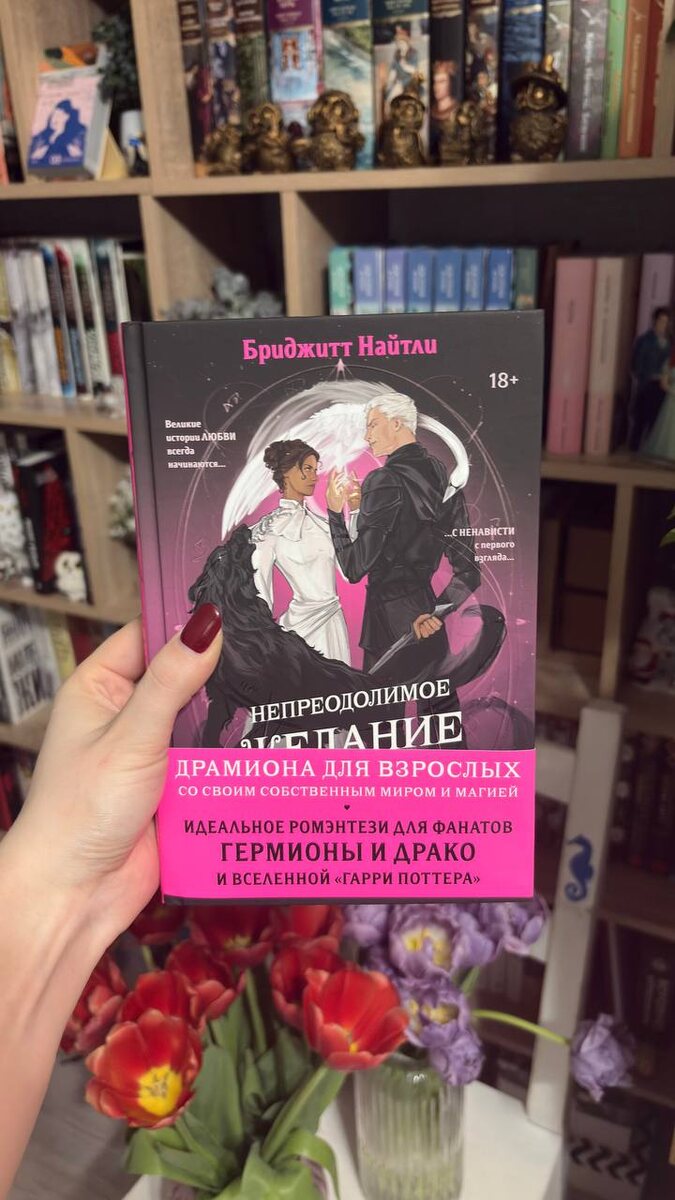 Бриджитт Найтли
18+
Великие
истории ЛЮБВИ
всегда
начинаются...
...С НЕНАВИСТИ
с первого
взгляда...
НЕПРЕОДОЛИМОЕ
ЖЕЛАНИЕ
ДРАМИОНА ДЛЯ ВЗРОСЛЫХ
СО СВОИМ СОБСТВЕННЫМ МИРОМ И МАГИЕЙ
ИДЕАЛЬНОЕ РОМЭНТЕЗИ ДЛЯ ФАНАТОВ
ГЕРМИОНЫ И ДРАКО
И ВСЕЛЕННОЙ «ГАРРИ ПОТТЕРА»